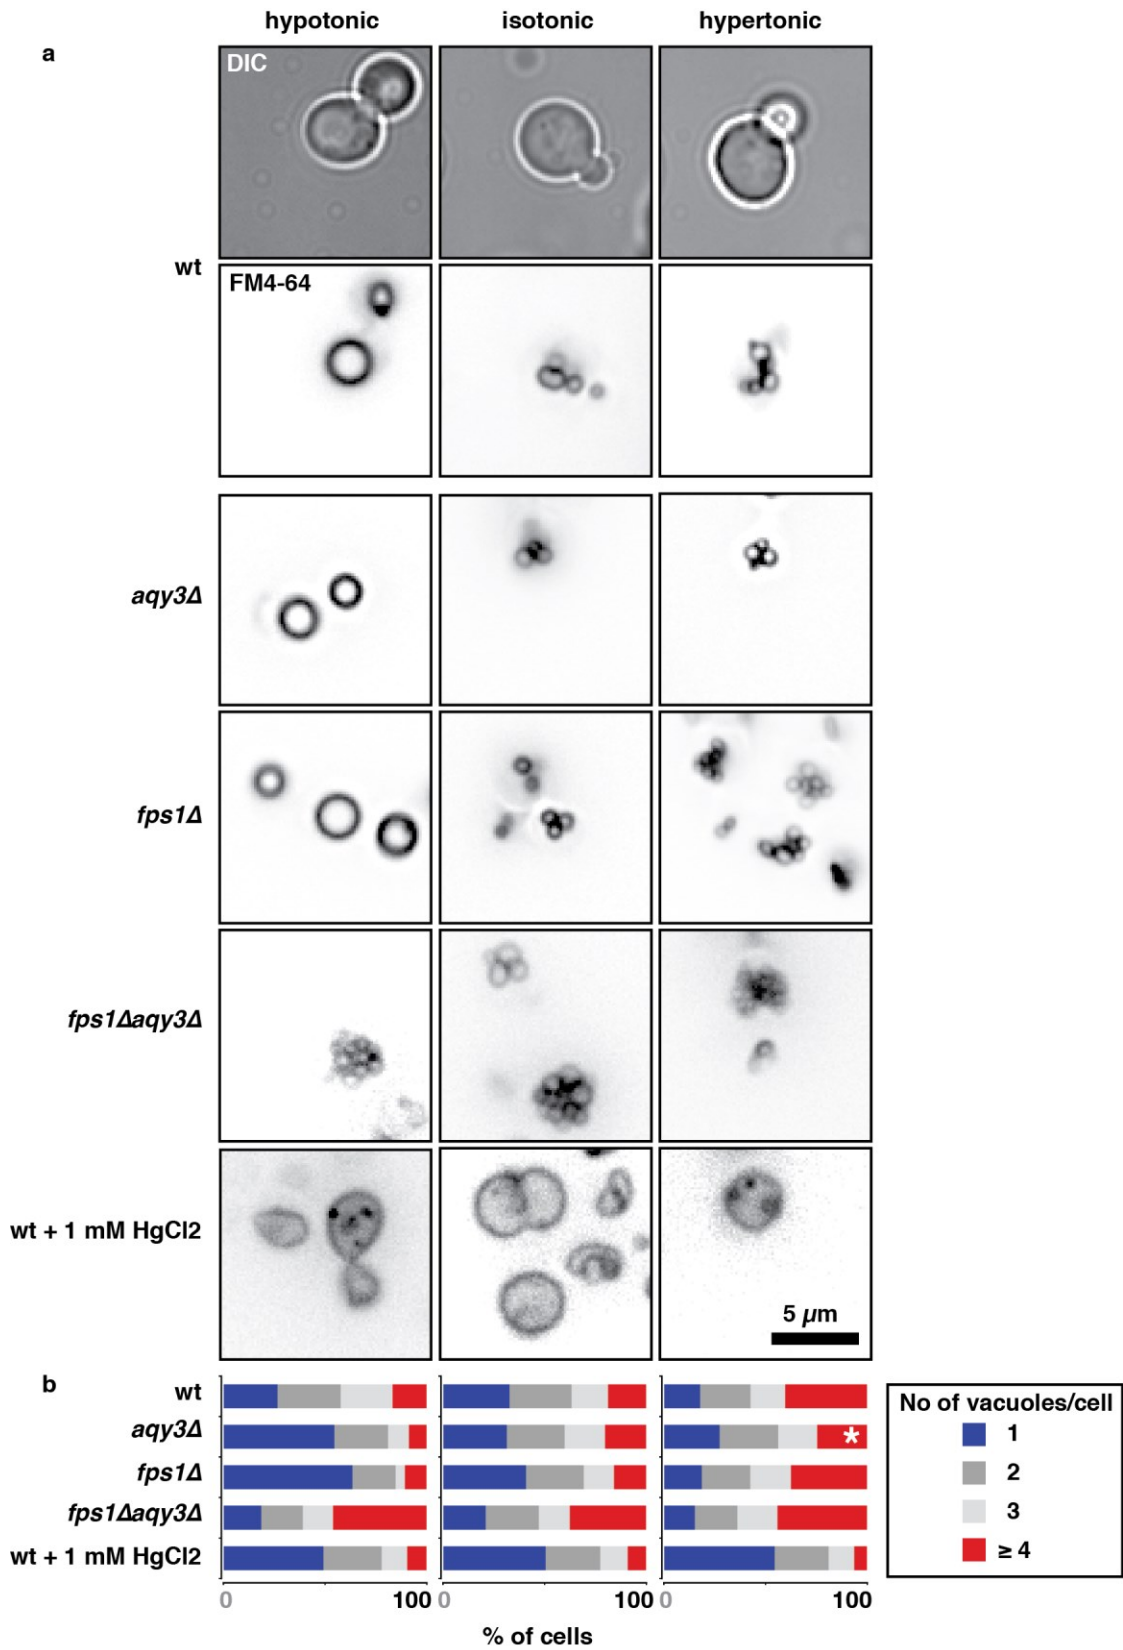 hypotonic isotonic hypertonic
a
DIC
wt
FM4-64
aqy3Δ
fps1Δ
fps1Δaqy3Δ
wt + 1 mM HgCl2
5 µm
b
wt
aqy3Δ
*
fps1Δ
fps1Δaqy3Δ
wt + 1 mM HgCl2
0 100 0 100 0 100
% of cells
No of vacuoles/cell
1
2
3
≥ 4